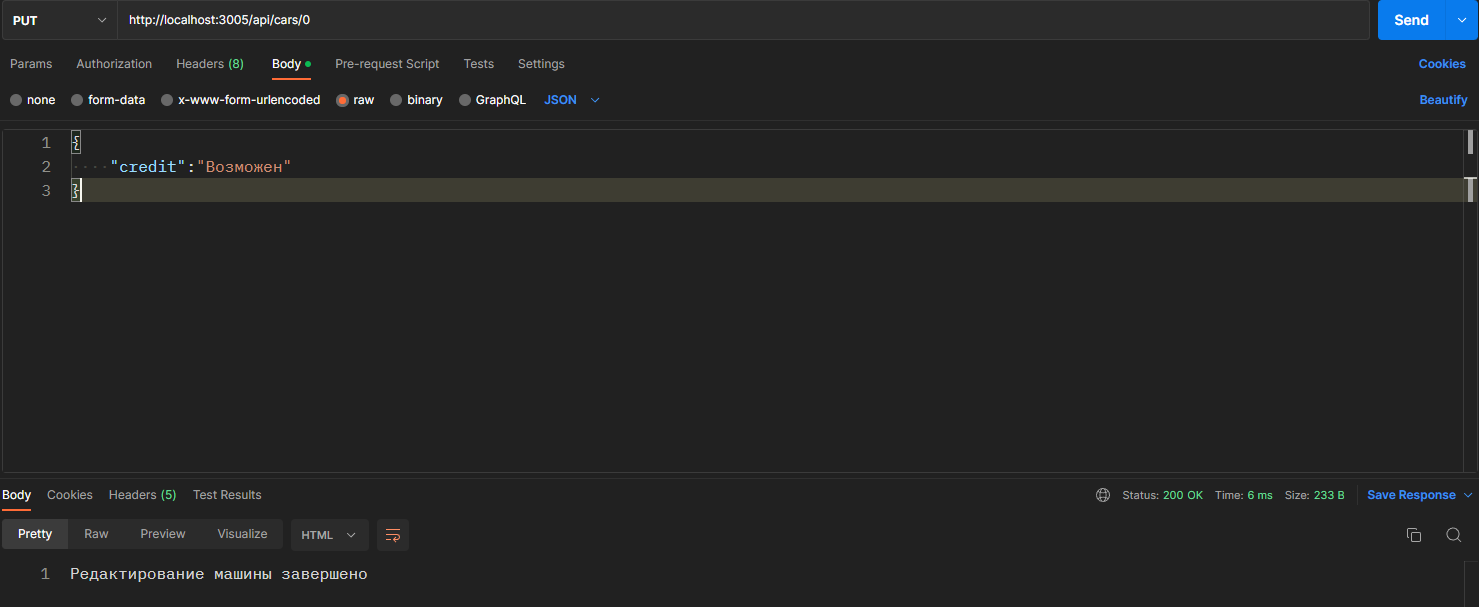 PUT http://localhost:3005/api/cars/0 Send
Params Authorization Headers (8) Body Pre-request Script Tests Settings Cookies
none form-data x-www-form-urlencoded raw binary GraphQL JSON Beautify
1 {
2 ····"credit":"Возможен"
3 }
Body Cookies Headers (5) Test Results Status: 200 OK Time: 6 ms Size: 233 B Save Response
Pretty Raw Preview Visualize HTML
1 Редактирование машины завершено